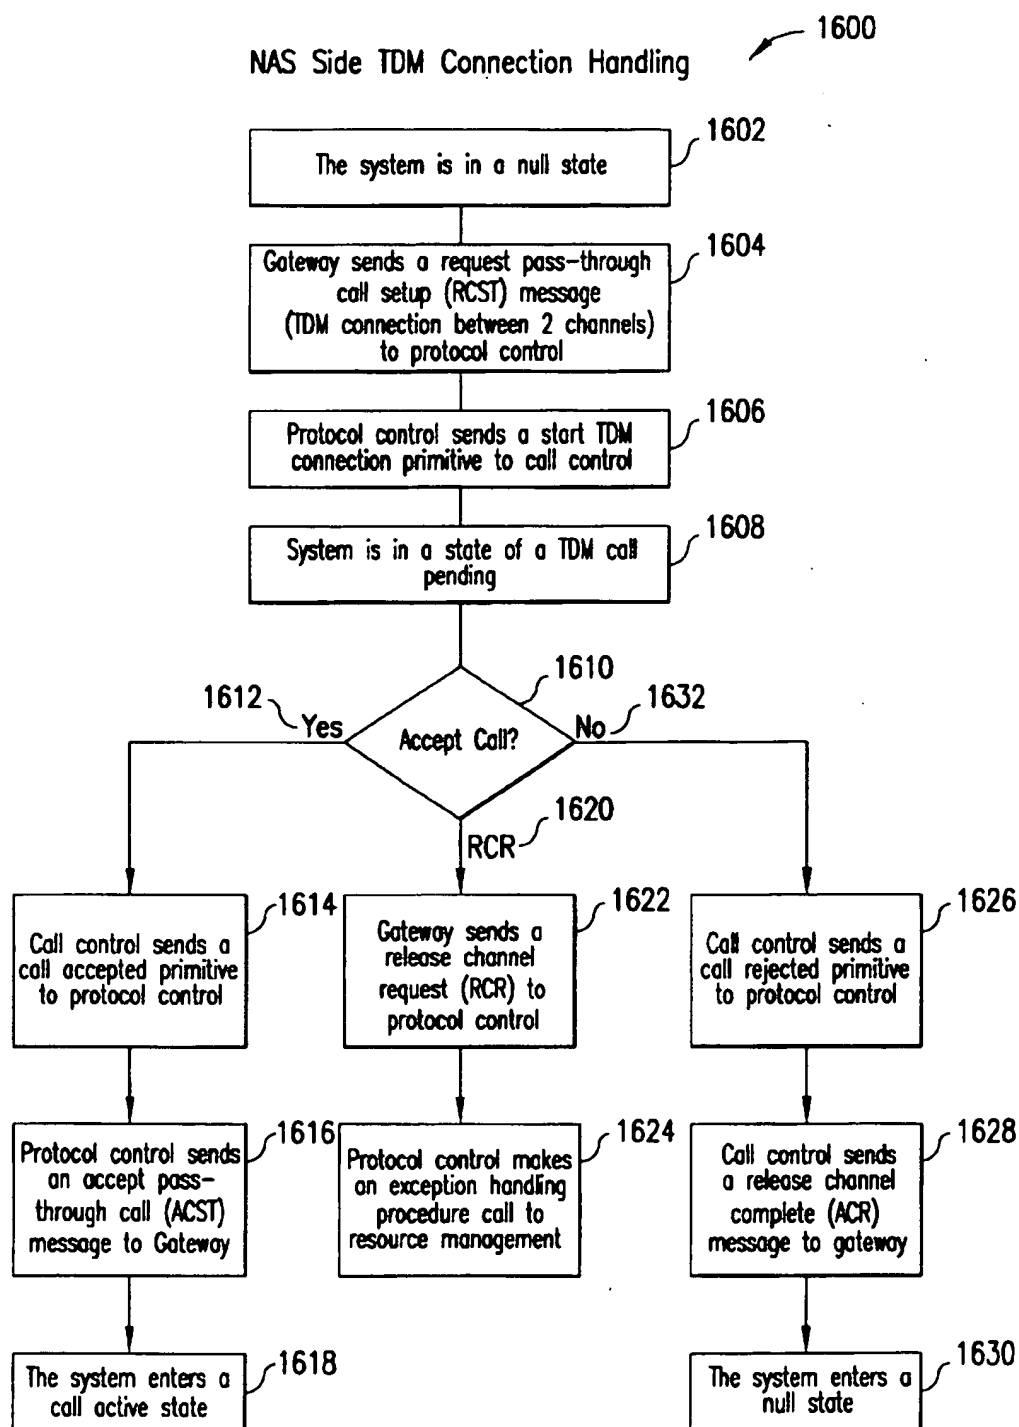 1600
NAS Side TDM Connection Handling
1602
The system is in a null state
1604
Gateway sends a request pass-through
call setup (RCST) message
(TDM connection between 2 channels)
to protocol control
1606
Protocol control sends a start TDM
connection primitive to call control
1608
System is in a state of a TDM call
pending
1610
1612
Yes
Accept Call?
No
1632
1620
RCR
1614
Call control sends a
call accepted primitive
to protocol control
1622
Gateway sends a
release channel
request (RCR) to
protocol control
1626
Call control sends a
call rejected primitive
to protocol control
1616
Protocol control sends
an accept pass-
through call (ACST)
message to Gateway
1624
Protocol control makes
an exception handling
procedure call to
resource management
1628
Call control sends
a release channel
complete (ACR)
message to gateway
1618
The system enters a
call active state
1630
The system enters a
null state